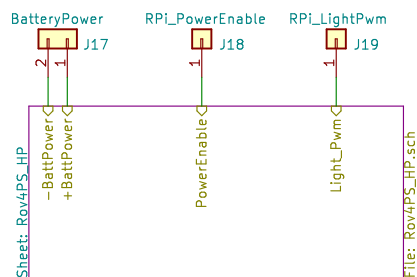 BatteryPower
J17
2
1
RPi_PowerEnable
J18
1
RPi_LightPwm
J19
1
-BattPower
+BattPower
PowerEnable
Light_Pwm
Sheet: Rov4PS_HP
File: Rov4PS_HP.sch